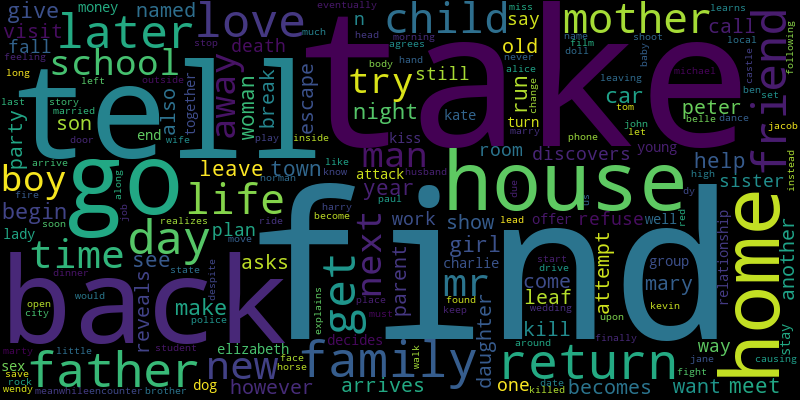 give visit money named eventually miss agrees morning feeling much head stop child n say mother call learns local following
later love death fall
school away tell take friend
long left outside body hand never name film shoot doll baby leaving castle
try still old run car peter
last story married also together woman break escape night kate alice change turn tom john let michael ben set belle dance jacob
party son end door wife play inside kiss marry phone young high
boy arrive go house man attack room discovers help sister instead
leave town like know husband
fire soon along life norman paul year next work show offer refuse well red us dy due
begin day plan harry become lead
lady time see realizes ride move parent girl charlie start group
job back find asks get mr come drive mary attempt relationship another home
reveals state despite place leaf wedding keep kevin upon
dinner would make police explains found kill around finally way stay
open city father elizabeth must decides daughter
marty little student new family return jane causing
sex save rock face horse dog walk one date fight
wendy meanwhile encounter brother however arrives killed becomes want meet